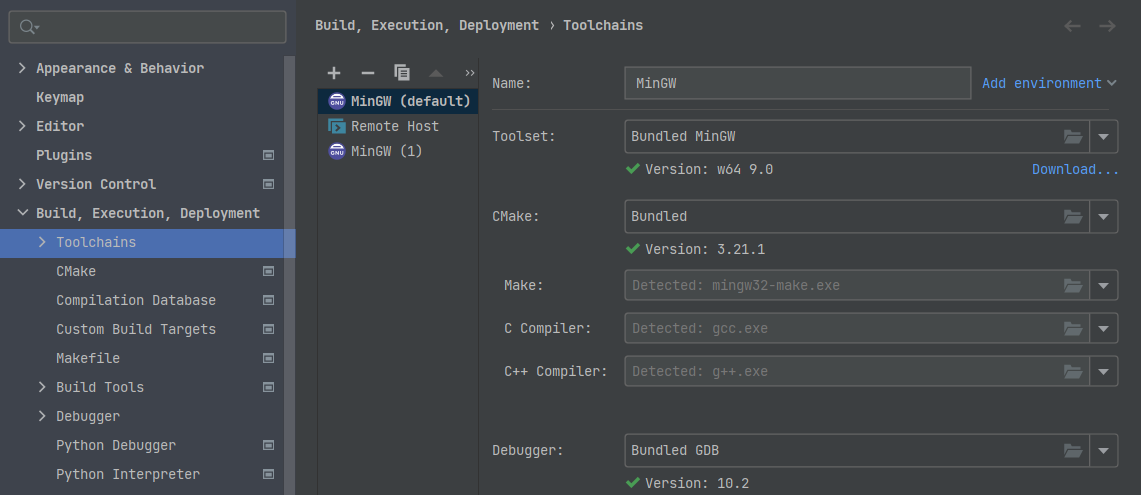 Appearance & Behavior
Keymap
Editor
Plugins
Version Control
Build, Execution, Deployment
Toolchains
CMake
Compilation Database
Custom Build Targets
Makefile
Build Tools
Debugger
Python Debugger
Python Interpreter
Build, Execution, Deployment › Toolchains
MinGW (default)
Remote Host
MinGW (1)
Name: MinGW Add environment
Toolset: Bundled MinGW
Version: w64 9.0 Download...
CMake: Bundled
Version: 3.21.1
Make: Detected: mingw32-make.exe
C Compiler: Detected: gcc.exe
C++ Compiler: Detected: g++.exe
Debugger: Bundled GDB
Version: 10.2